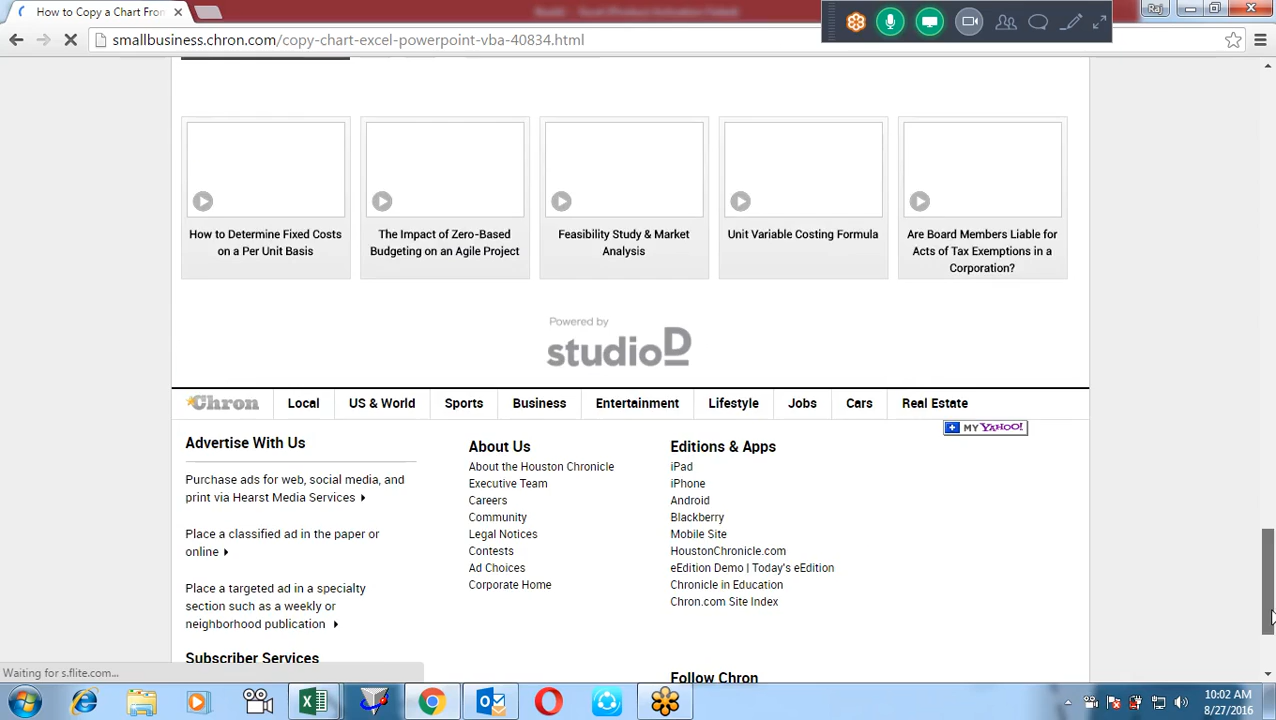 How to Copy a Chart From
Raj
smallbusiness.chron.com/copy-chart-excel-powerpoint-vba-40834.html
How to Determine Fixed Costs
on a Per Unit Basis
The Impact of Zero-Based
Budgeting on an Agile Project
Feasibility Study & Market
Analysis
Unit Variable Costing Formula
Are Board Members Liable for
Acts of Tax Exemptions in a
Corporation?
Powered by
studioD
Chron Local US & World Sports Business Entertainment Lifestyle Jobs Cars Real Estate
MY YAHOO!
Advertise With Us
Purchase ads for web, social media, and
print via Hearst Media Services
Place a classified ad in the paper or
online
Place a targeted ad in a specialty
section such as a weekly or
neighborhood publication
Subscriber Services
About Us
About the Houston Chronicle
Executive Team
Careers
Community
Legal Notices
Contests
Ad Choices
Corporate Home
Editions & Apps
iPad
iPhone
Android
Blackberry
Mobile Site
HoustonChronicle.com
eEdition Demo | Today's eEdition
Chronicle in Education
Chron.com Site Index
Follow Chron
Waiting for s.flite.com...
10:02 AM
8/27/2016